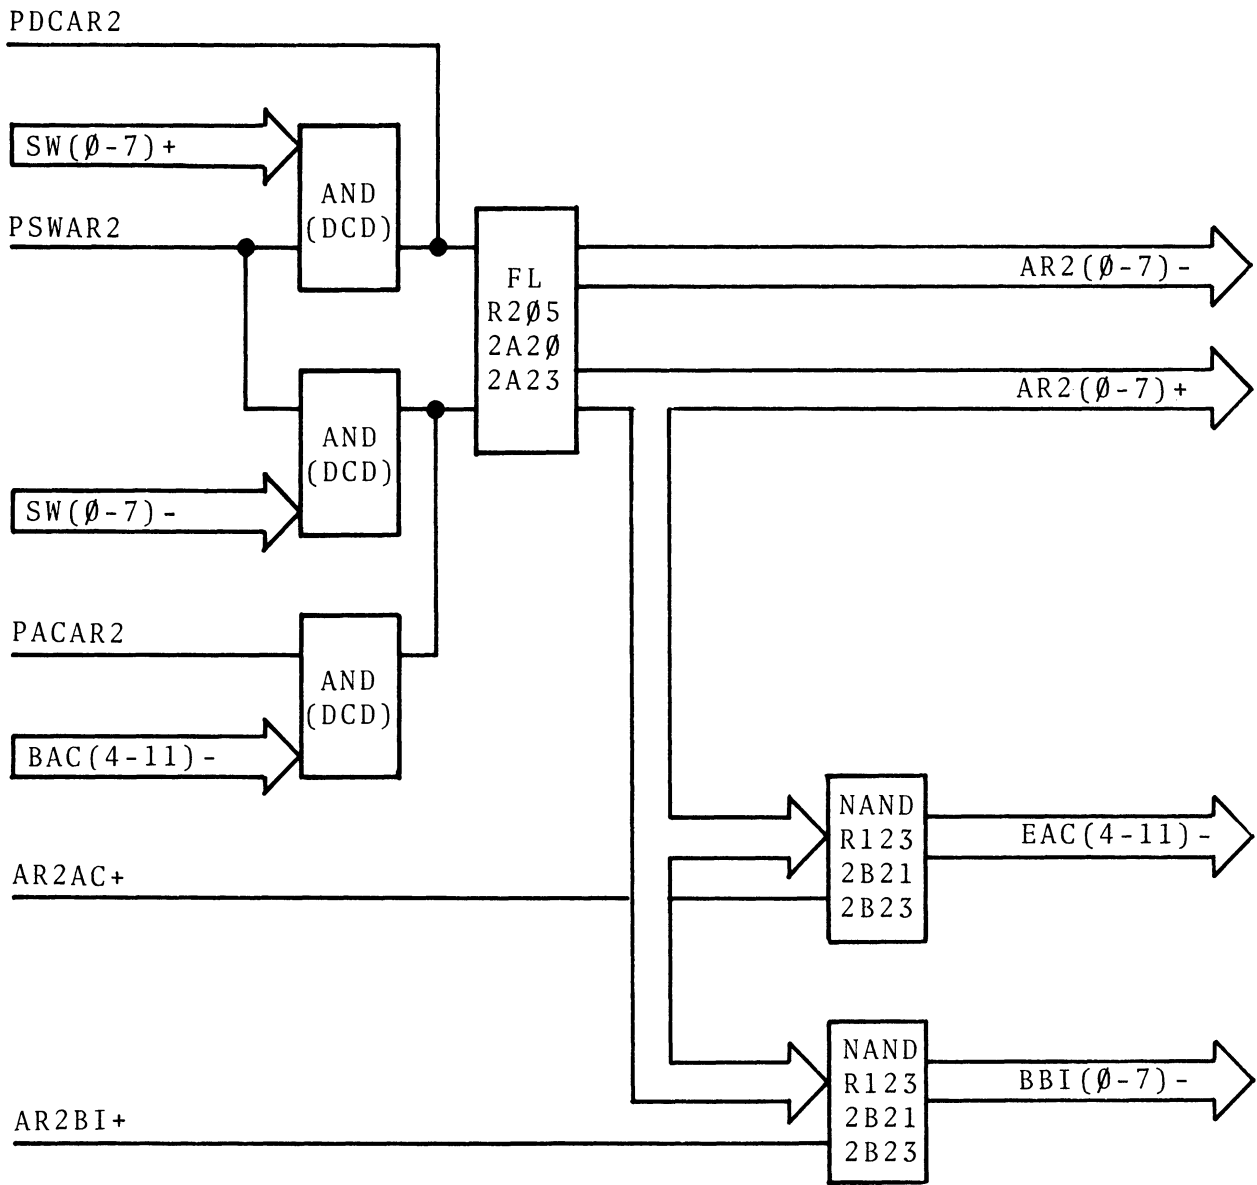 PDCAR2
SW(Ø-7)+
AND
(DCD)
PSWAR2
FL
R 2Ø5
2A2Ø
2A23
AR2(Ø-7)-
AR2(Ø-7)+
AND
(DCD)
SW(Ø-7)-
PACAR2
AND
(DCD)
BAC(4-11)-
NAND
R123
2B21
2B23
EAC(4-11)-
AR2AC+
NAND
R123
2B21
2B23
BBI(Ø-7)-
AR2BI+